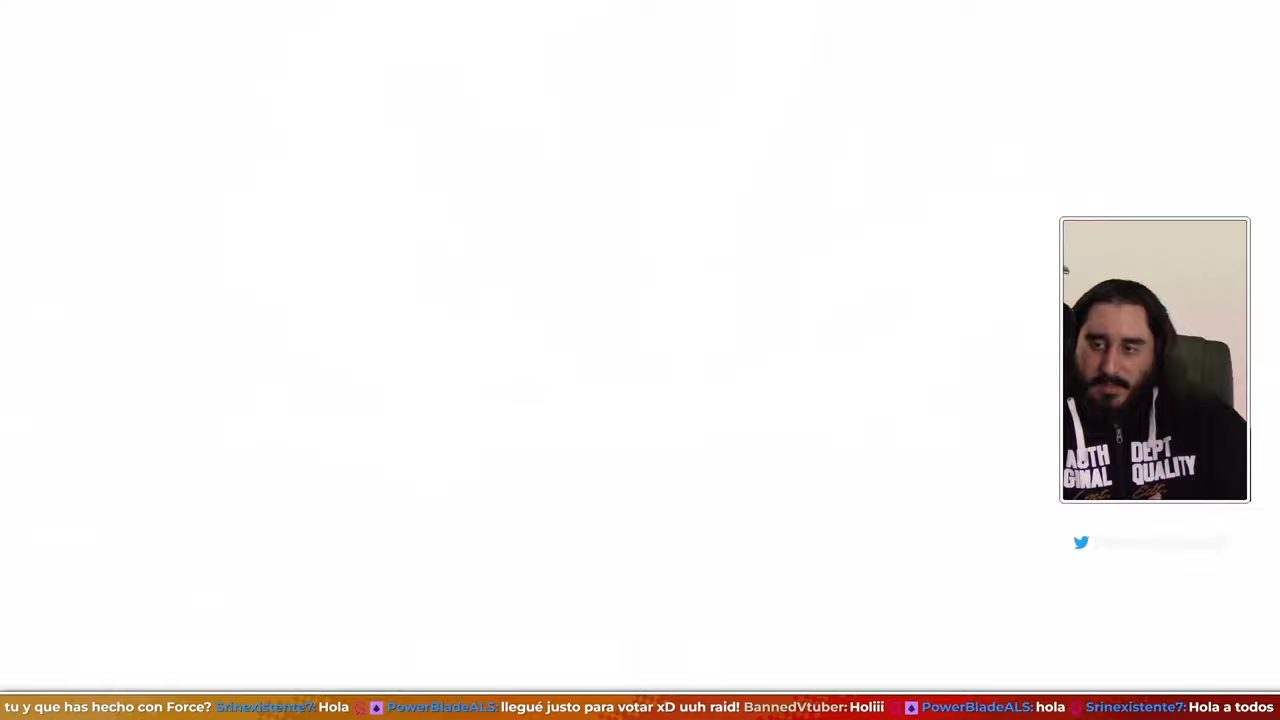 AUTH DEPT
GINAL QUALITY
tu y que has hecho con Force? Srinexistente7: Hola PowerBladeALS: llegué justo para votar xD uuh raid! BannedVtuber: Holiii PowerBladeALS: hola Srinexistente7: Hola a todos